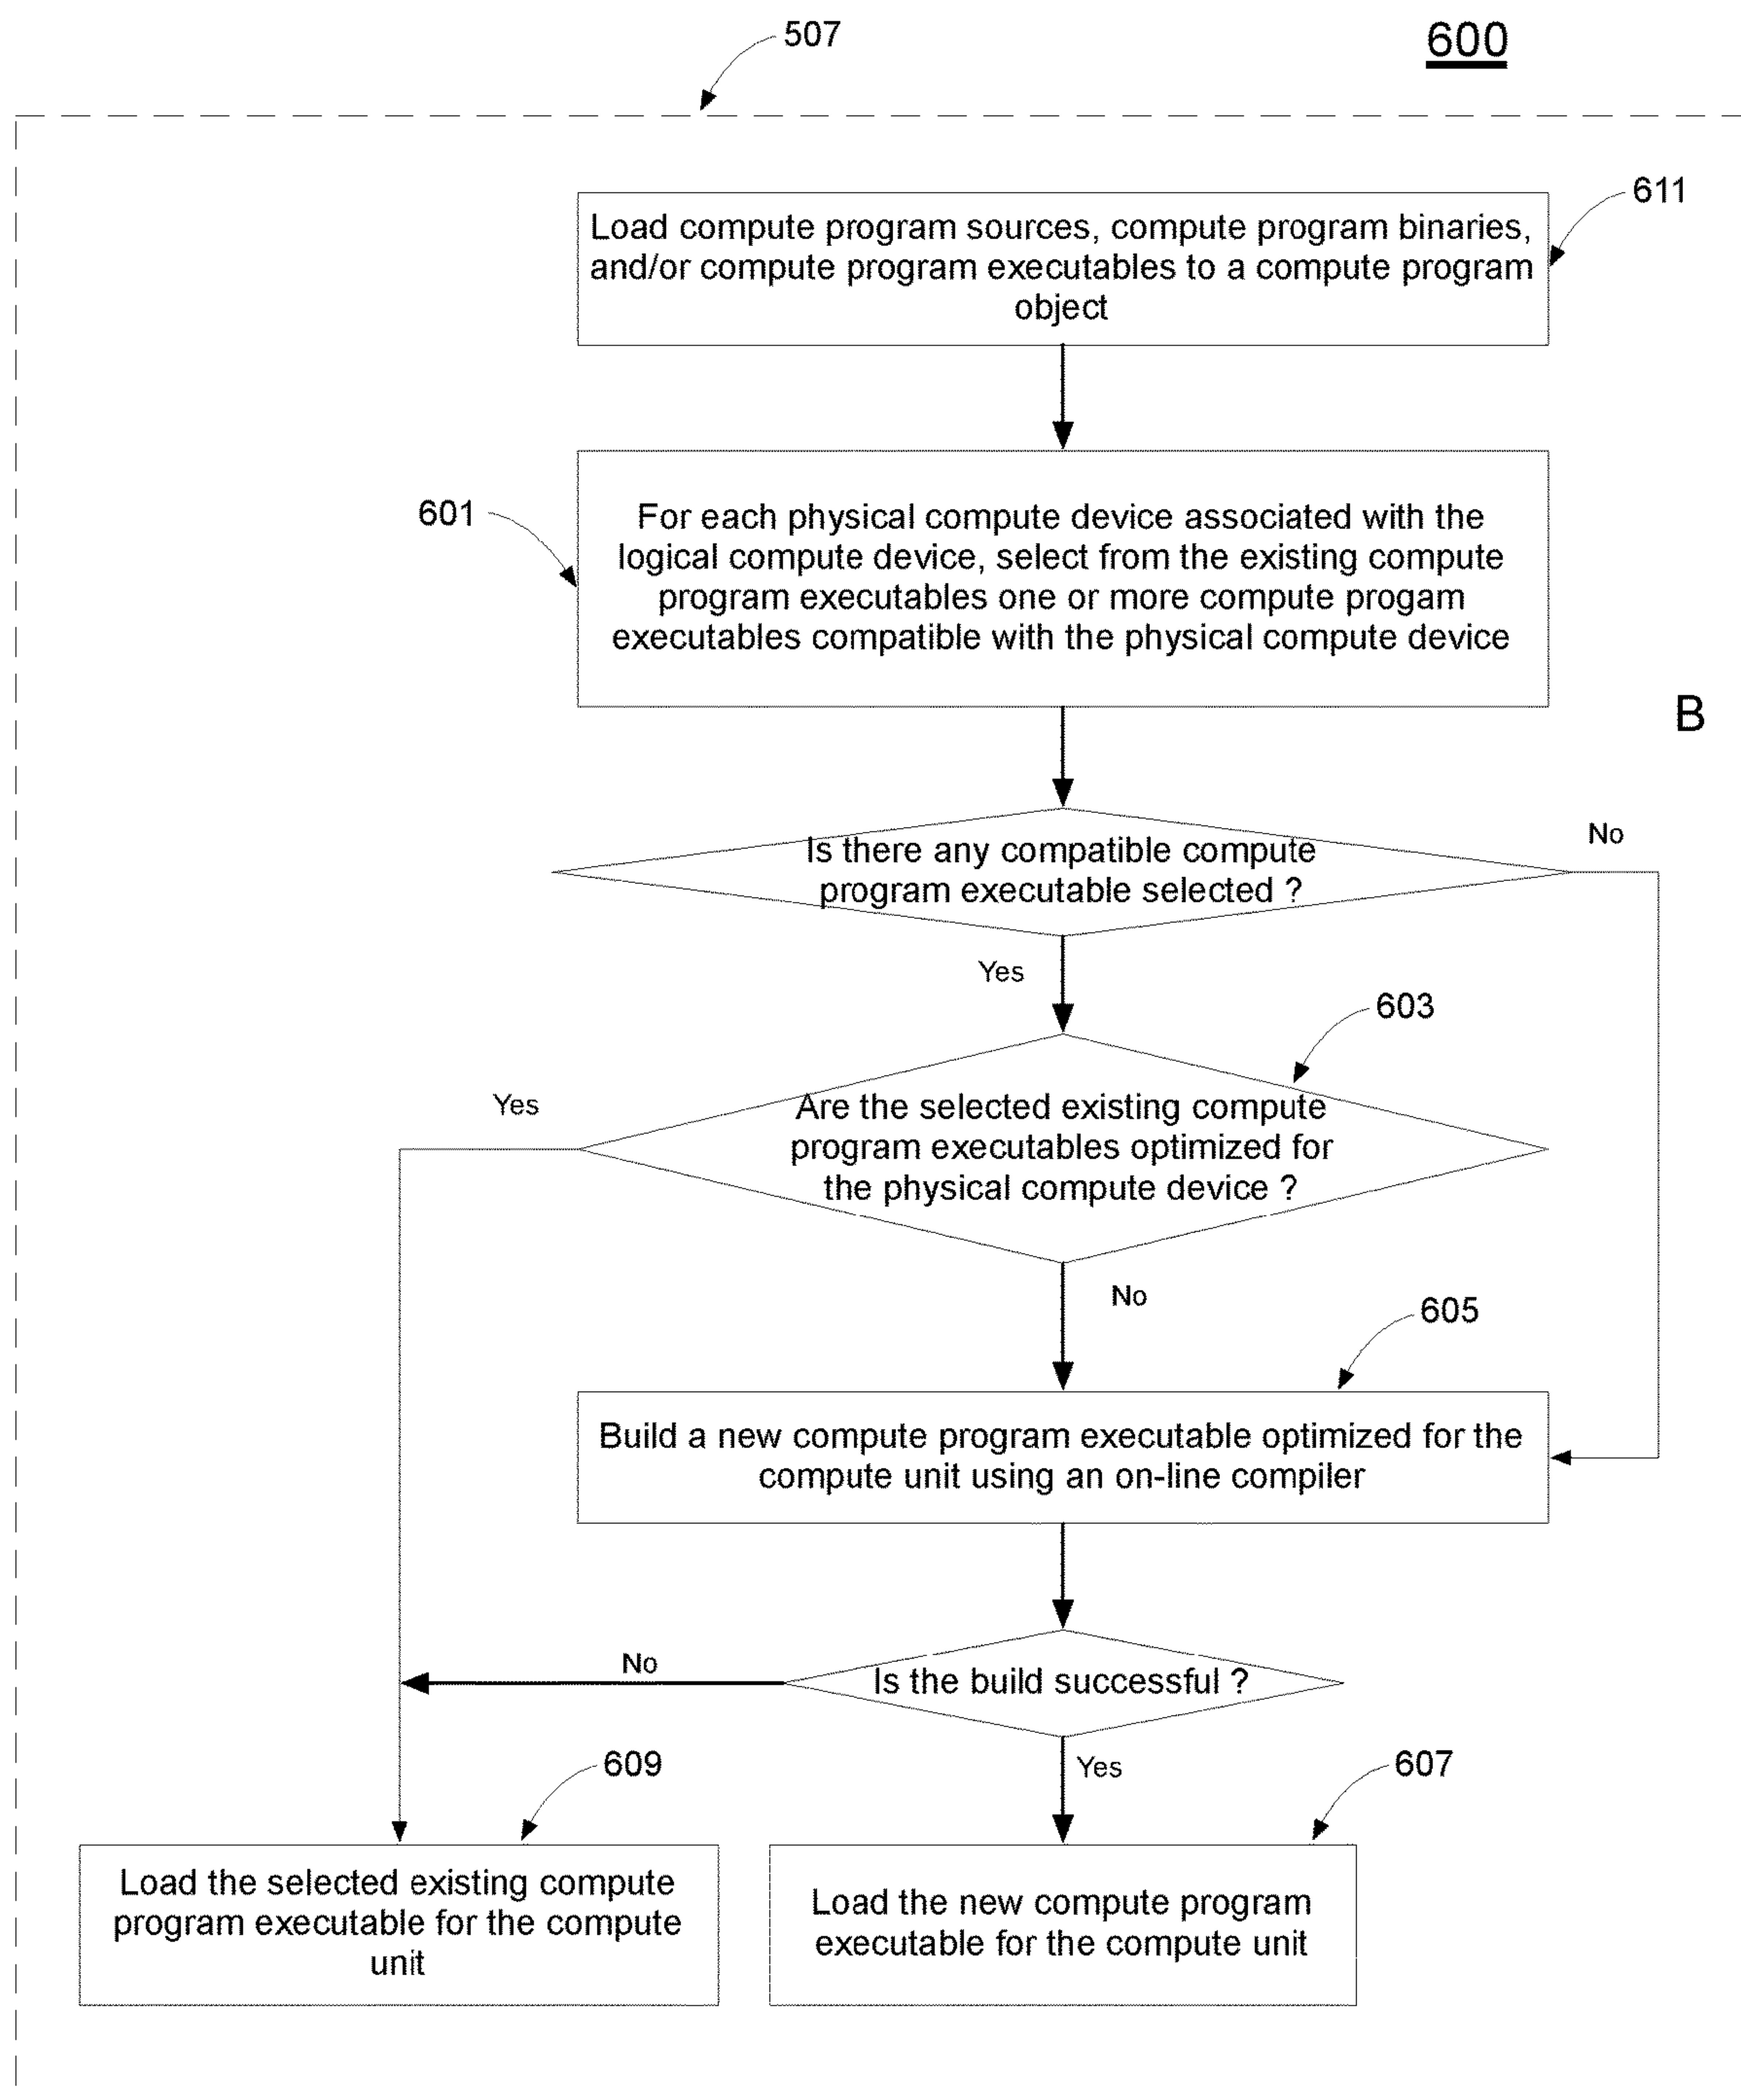 507
600
611
Load compute program sources, compute program binaries,
and/or compute program executables to a compute program
object
601
For each physical compute device associated with the
logical compute device, select from the existing compute
program executables one or more compute progam
executables compatible with the physical compute device
B
Is there any compatible compute
program executable selected ?
No
Yes
603
Yes
Are the selected existing compute
program executables optimized for
the physical compute device ?
No
605
Build a new compute program executable optimized for the
compute unit using an on-line compiler
No
Is the build successful ?
Yes
609
607
Load the selected existing compute
program executable for the compute
unit
Load the new compute program
executable for the compute unit